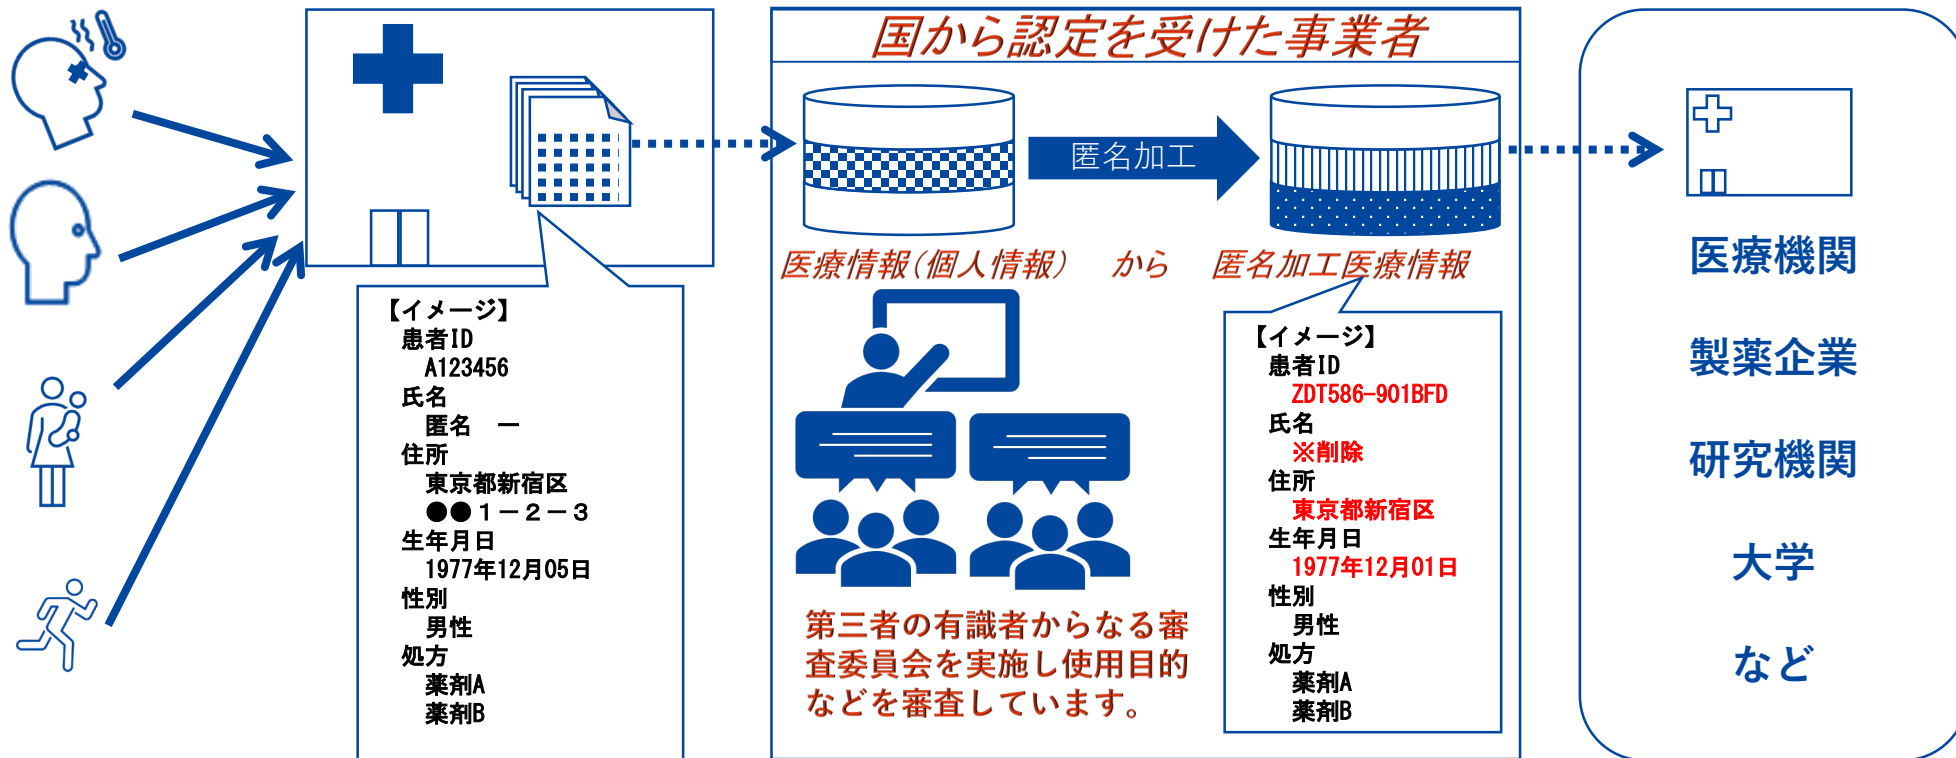 国から認定を受けた事業者
匿名加工
医療情報(個人情報) から 匿名加工医療情報
【イメージ】
患者ID
A123456
氏名
匿名 一
住所
東京都新宿区
●●1-2-3
生年月日
1977年12月05日
性別
男性
処方
薬剤A
薬剤B
第三者の有識者からなる審
査委員会を実施し使用目的
などを審査しています。
【イメージ】
患者ID
ZDT586-901BFD
氏名
※削除
住所
東京都新宿区
生年月日
1977年12月01日
性別
男性
処方
薬剤A
薬剤B
医療機関
製薬企業
研究機関
大学
など